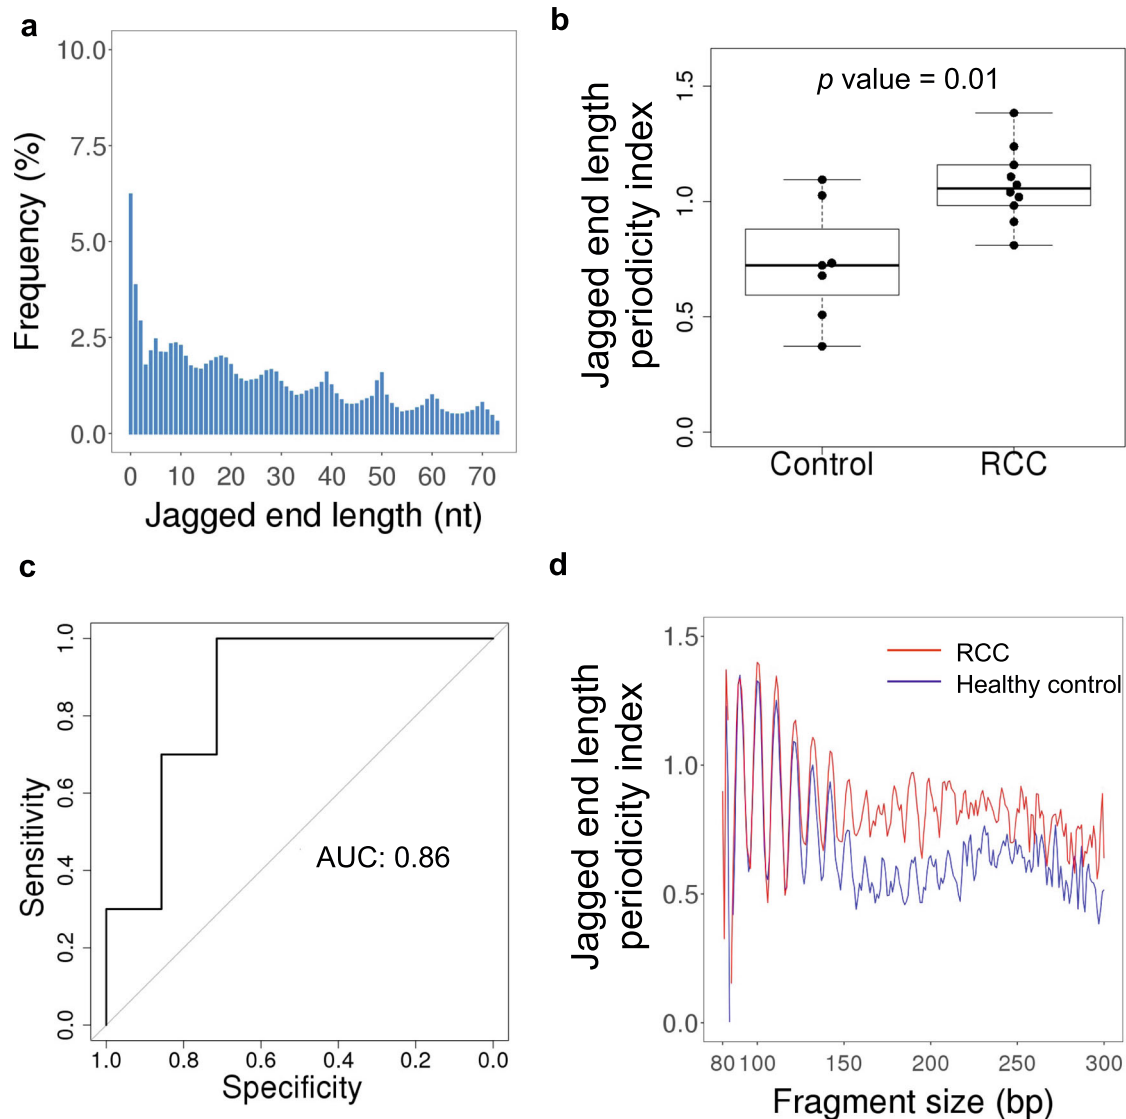 a
10.0
7.5
5.0
2.5
0.0
Frequency (%)
0 10 20 30 40 50 60 70
Jagged end length (nt)
b
Jagged end length
periodicity index
p value = 0.01
1.5
1.0
0.5
0.0
Control RCC
c
Sensitivity
1.0
0.8
0.6
0.4
0.2
0.0
AUC: 0.86
1.0 0.8 0.6 0.4 0.2 0.0
Specificity
d
Jagged end length
periodicity index
1.5
1.0
0.5
0.0
RCC
Healthy control
80 100 150 200 250 300
Fragment size (bp)